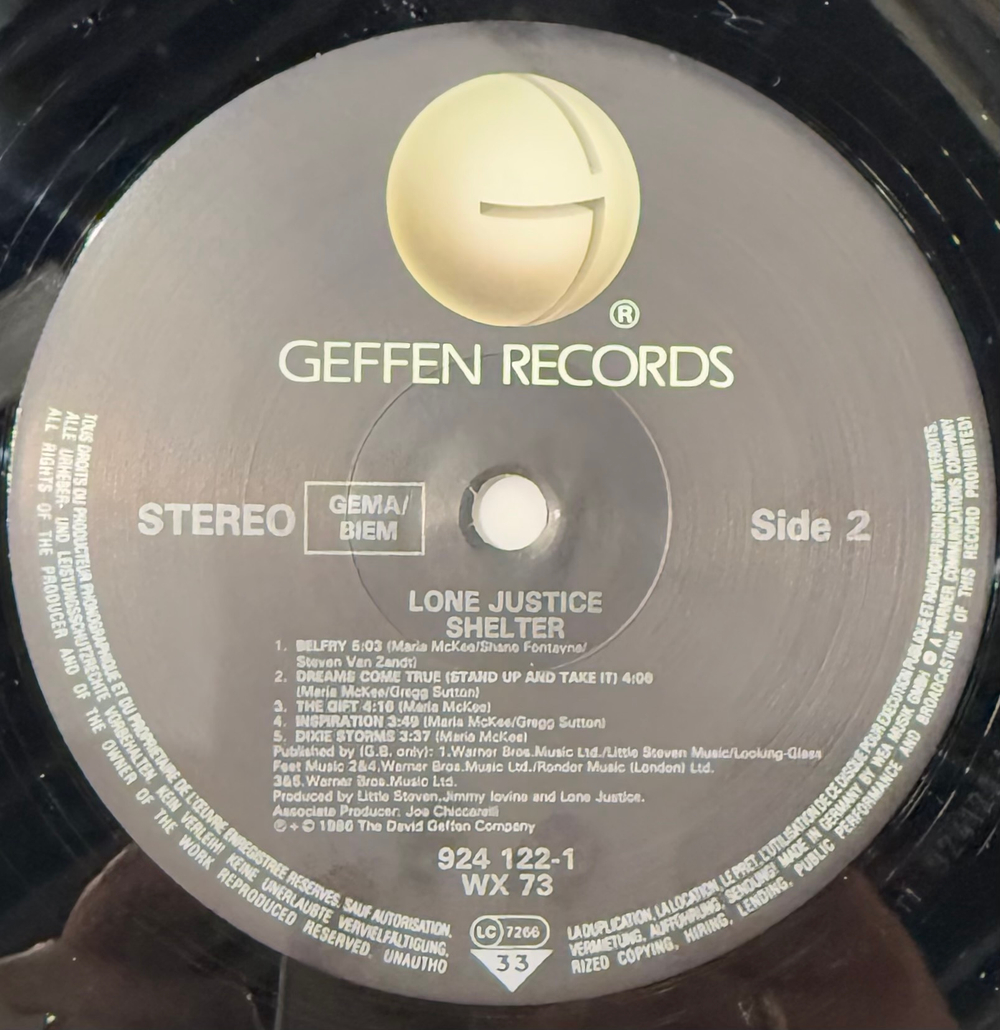 ®
GEFFEN RECORDS
STEREO
GEMA/
BIEM
Side 2
LONE JUSTICE
SHELTER
1. BELFRY 5:03 (Maria McKee/Shane Fontayne/
Steven Van Zandt)
2. DREAMS COME TRUE (STAND UP AND TAKE IT) 4:06
(Maria McKee/Gregg Sutton)
3. THE GIFT 4:10 (Maria McKee)
4. INSPIRATION 3:49 (Maria McKee/Gregg Sutton)
5. DIXIE STORMS 3:37 (Maria McKee)
Published by (G.B. only): 1.Warner Bros.Music Ltd./Little Steven Music/Looking-Glass
Feet Music 2&4.Warner Bros.Music Ltd./Rondor Music (London) Ltd.
3&5.Warner Bros.Music Ltd.
Produced by Little Steven,Jimmy Iovine and Lone Justice.
Associate Producer: Joe Chiccarelli
℗+© 1986 The David Geffen Company
924 122-1
WX 73
LC 7266
33
TOUS DROITS DU PRODUCTEUR PHONOGRAPHIQUE ET DU PROPRIETAIRE DE L'ŒUVRE ENREGISTREE RESERVES. SAUF AUTORISATION,
LA DUPLICATION, LA LOCATION, LE PRET, L'UTILISATION DE CE DISQUE POUR EXECUTION PUBLIQUE ET RADIODIFFUSION SONT INTERDITS.
ALLE URHEBER- UND LEISTUNGSSCHUTZRECHTE VORBEHALTEN. KEIN VERLEIH! KEINE UNERLAUBTE VERVIELFÄLTIGUNG,
VERMIETUNG, AUFFÜHRUNG, SENDUNG! MADE IN GERMANY BY WEA MUSIK GMBH. A WARNER COMMUNICATIONS COMPANY
ALL RIGHTS OF THE PRODUCER AND OF THE OWNER OF THE WORK REPRODUCED RESERVED. UNAUTHO
RIZED COPYING, HIRING, LENDING, PUBLIC PERFORMANCE AND BROADCASTING OF THIS RECORD PROHIBITED!